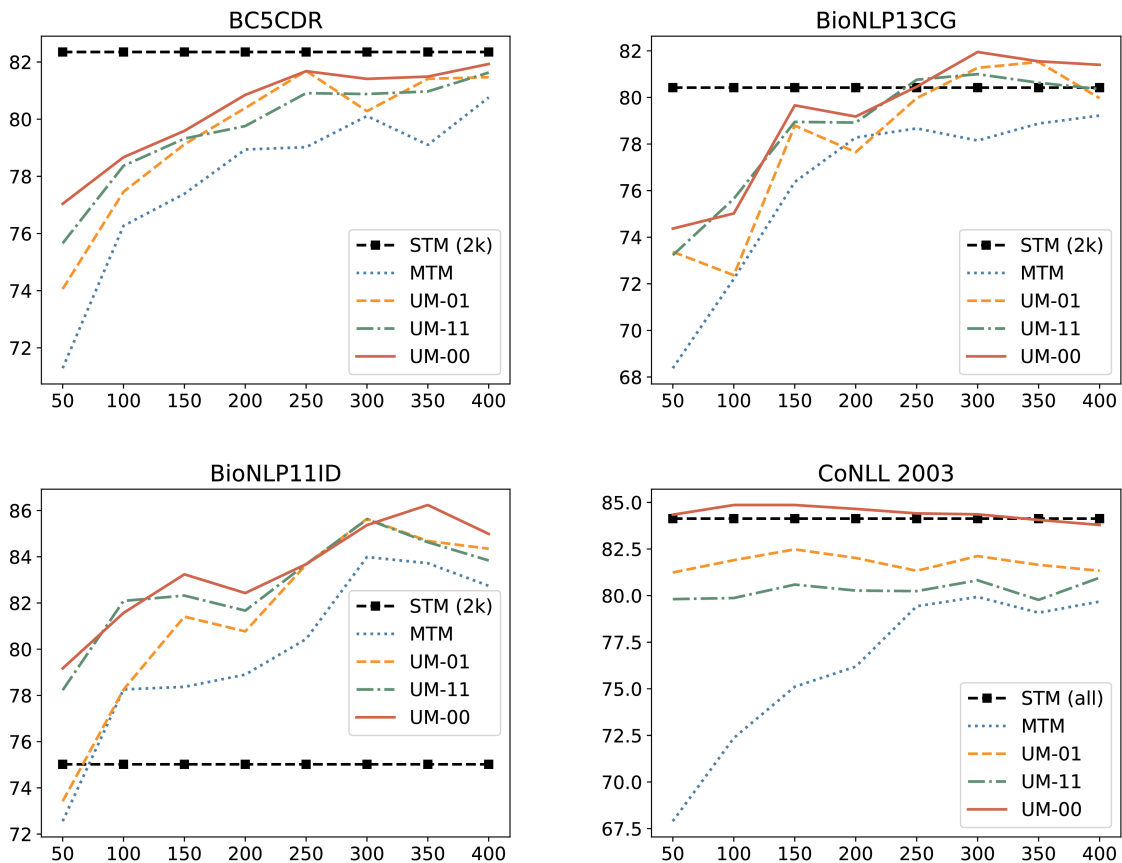 BC5CDR
82
80
78
76
74
72
STM (2k)
MTM
UM-01
UM-11
UM-00
50 100 150 200 250 300 350 400
BioNLP13CG
82
80
78
76
74
72
70
68
STM (2k)
MTM
UM-01
UM-11
UM-00
50 100 150 200 250 300 350 400
BioNLP11ID
86
84
82
80
78
76
74
72
STM (2k)
MTM
UM-01
UM-11
UM-00
50 100 150 200 250 300 350 400
CoNLL 2003
85.0
82.5
80.0
77.5
75.0
72.5
70.0
67.5
STM (all)
MTM
UM-01
UM-11
UM-00
50 100 150 200 250 300 350 400